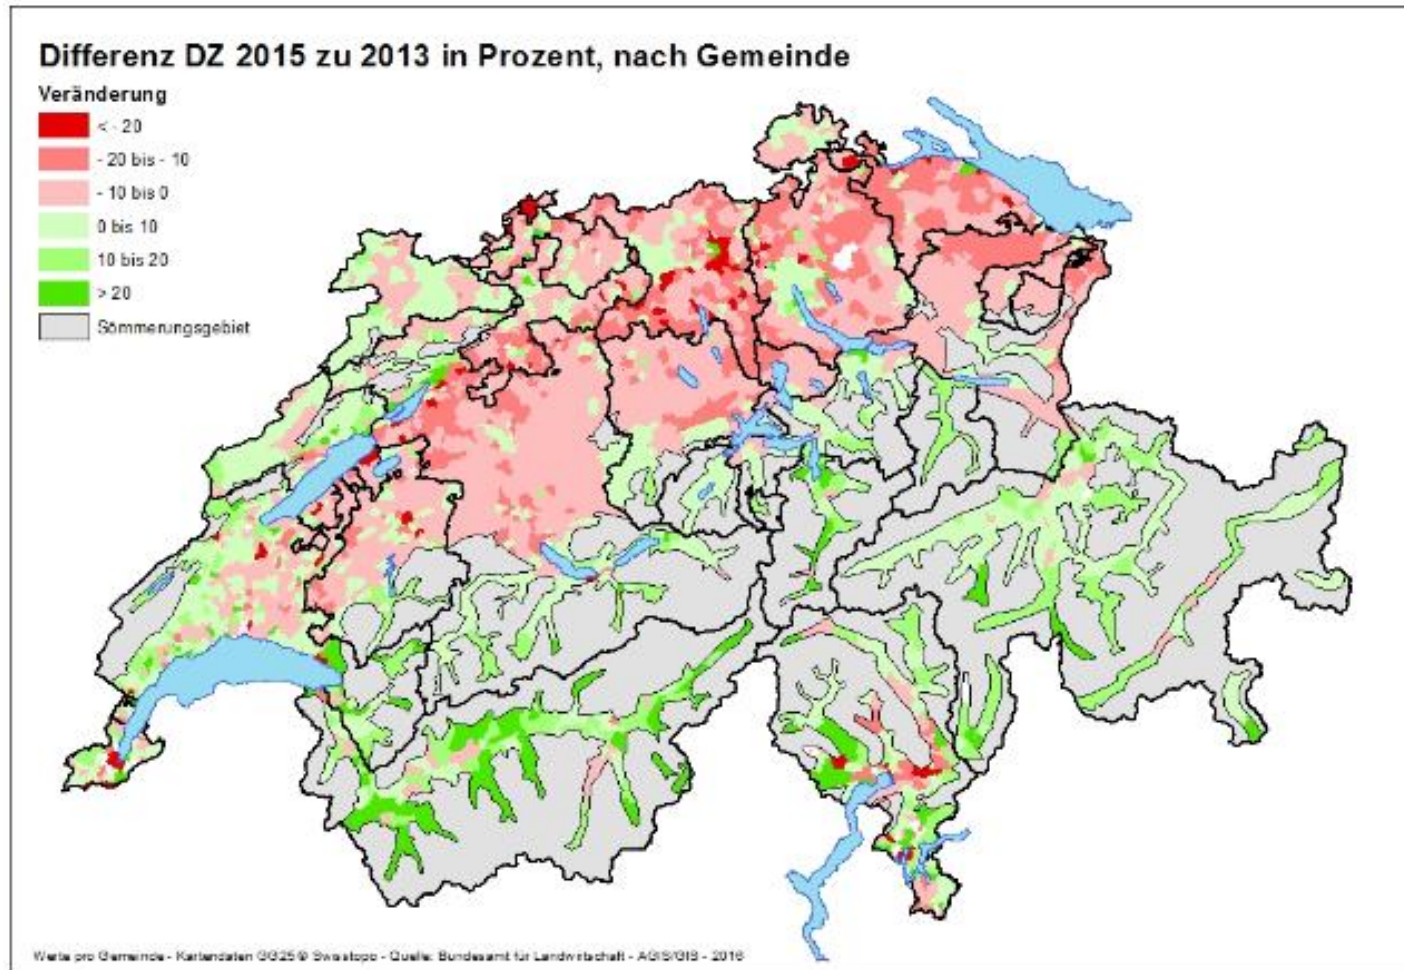 Differenz DZ 2015 zu 2013 in Prozent, nach Gemeinde
Veränderung
< - 20
- 20 bis - 10
- 10 bis 0
0 bis 10
10 bis 20
> 20
Sömmerungsgebiet
Werte pro Gemeinde - Kartendaten GG25 © Swisstopo - Quelle: Bundesamt für Landwirtschaft - AGIS/GIS - 2016